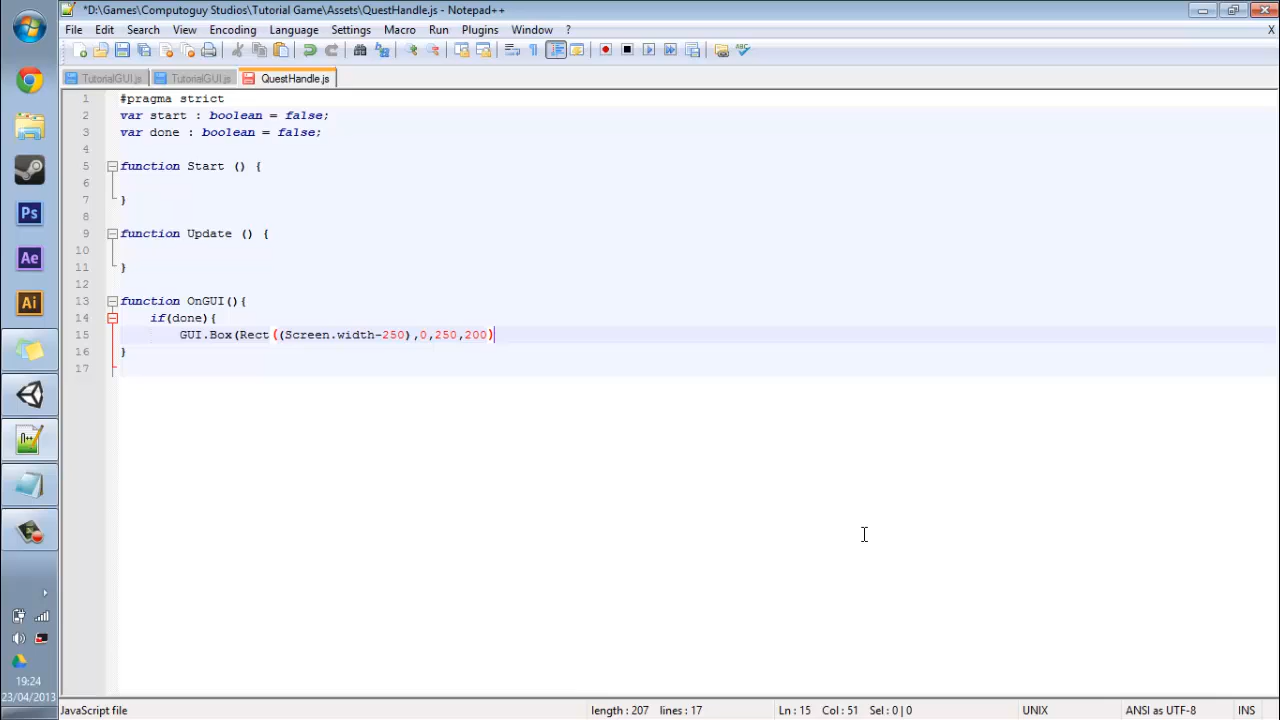 *D:\Games\Computoguy Studios\Tutorial Game\Assets\QuestHandle.js - Notepad++
File Edit Search View Encoding Language Settings Macro Run Plugins Window ? X
TutorialGUI.js TutorialGUI.js QuestHandle.js
1 #pragma strict
2 var start : boolean = false;
3 var done : boolean = false;
4
5 function Start () {
6
7 }
8
9 function Update () {
10
11 }
12
13 function OnGUI(){
14 if(done){
15 GUI.Box(Rect((Screen.width-250),0,250,200)
16 }
17
Ps
Ae
Ai
19:24
23/04/2013
JavaScript file length : 207 lines : 17 Ln : 15 Col : 51 Sel : 0 | 0 UNIX ANSI as UTF-8 INS